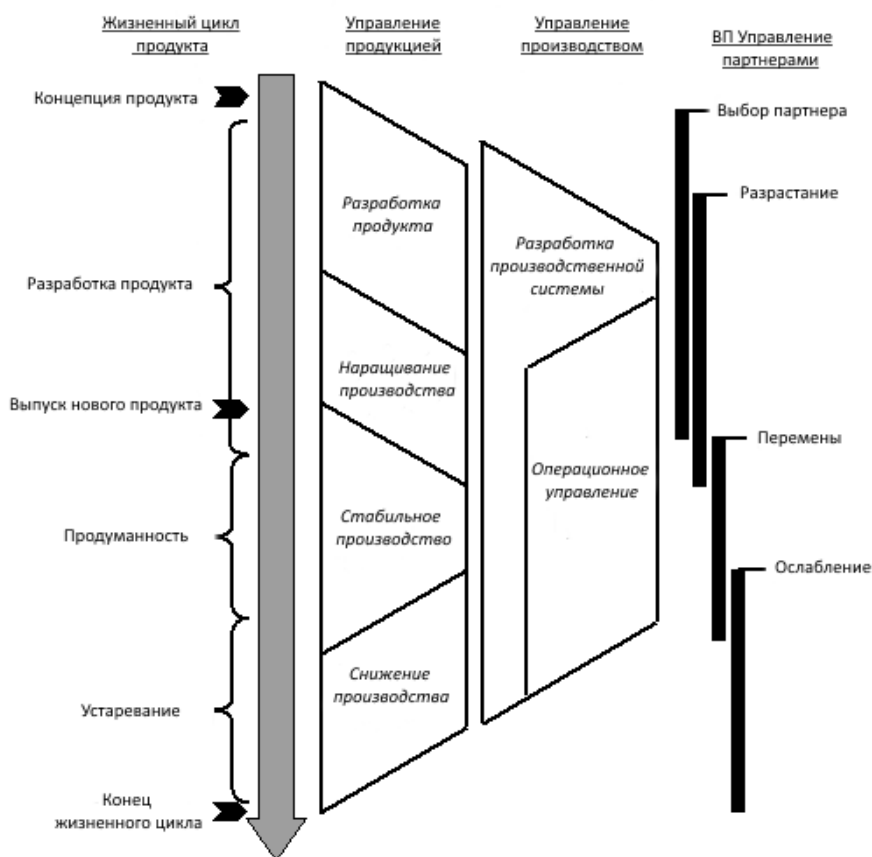 Жизненный цикл
продукта
Управление
продукцией
Управление
производством
ВП Управление
партнерами
Концепция продукта
Разработка продукта
Выпуск нового продукта
Продуманность
Устаревание
Конец
жизненного цикла
Разработка
продукта
Наращивание
производства
Стабильное
производство
Снижение
производства
Разработка
производственной
системы
Операционное
управление
Выбор партнера
Разрастание
Перемены
Ослабление